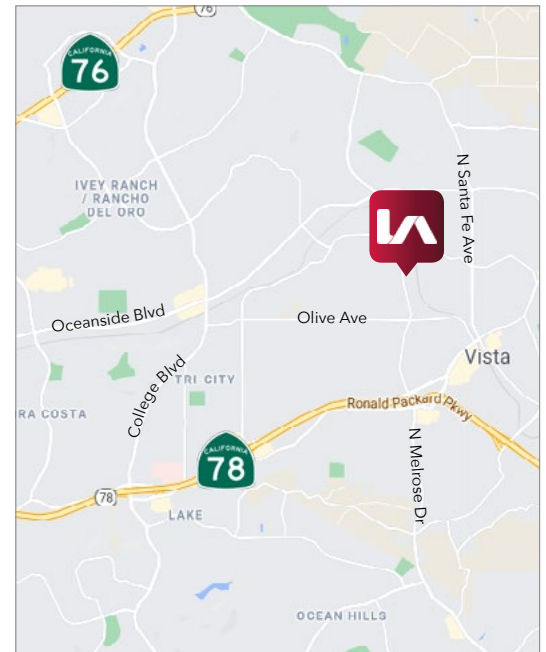 76
CALIFORNIA
76
N Santa Fe Ave
IVEY RANCH
/ RANCHO
DEL ORO
LA
Oceanside Blvd
Olive Ave
Vista
College Blvd
TRI CITY
RA COSTA
Ronald Packard Pkwy
CALIFORNIA
78
N Melrose Dr
78
LAKE
OCEAN HILLS